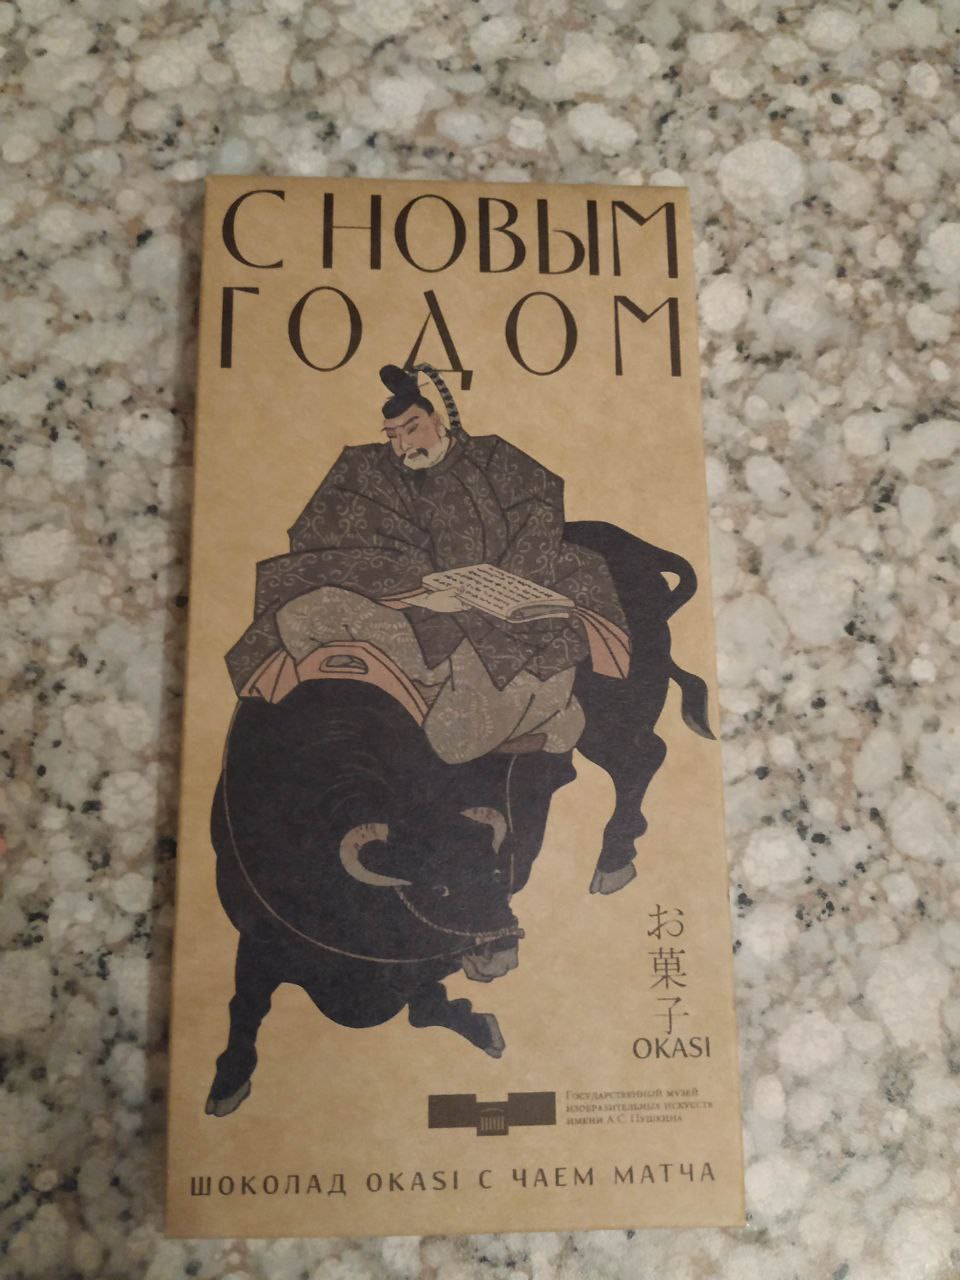 С НОВЫМ
ГОДОМ
お菓子
OKASI
Государственный музей
изобразительных искусств
имени А.С. Пушкина
ШОКОЛАД OKASI С ЧАЕМ МАТЧА